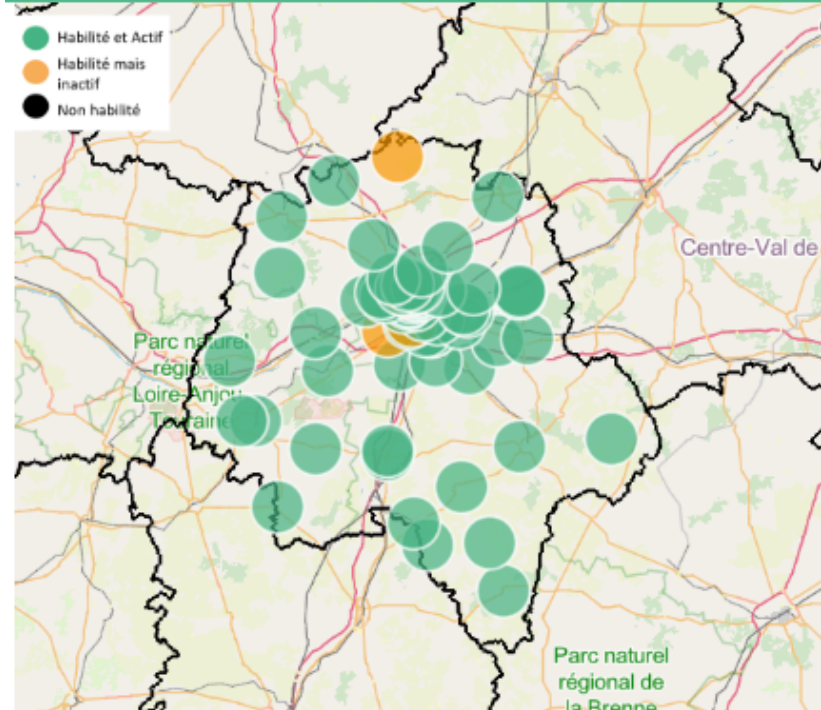 Habilité et Actif
Habilité mais
inactif
Non habilité
Centre-Val de
Parc naturel
régional
Loire-Anjou-
Touraine
Parc naturel
régional de
la Brenne